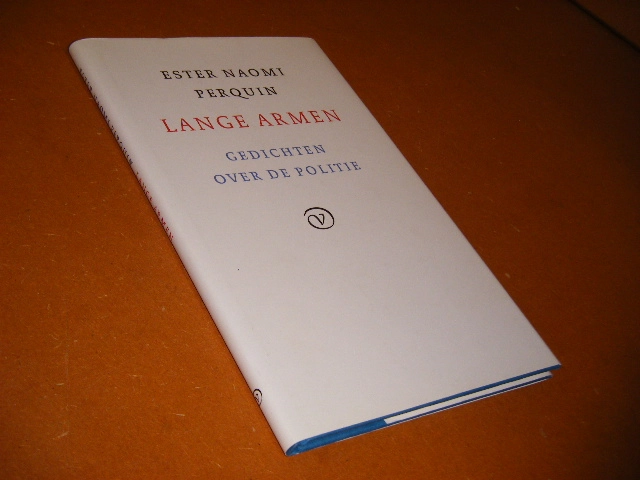 ESTER NAOMI
PERQUIN
LANGE ARMEN
GEDICHTEN
OVER DE POLITIE
V